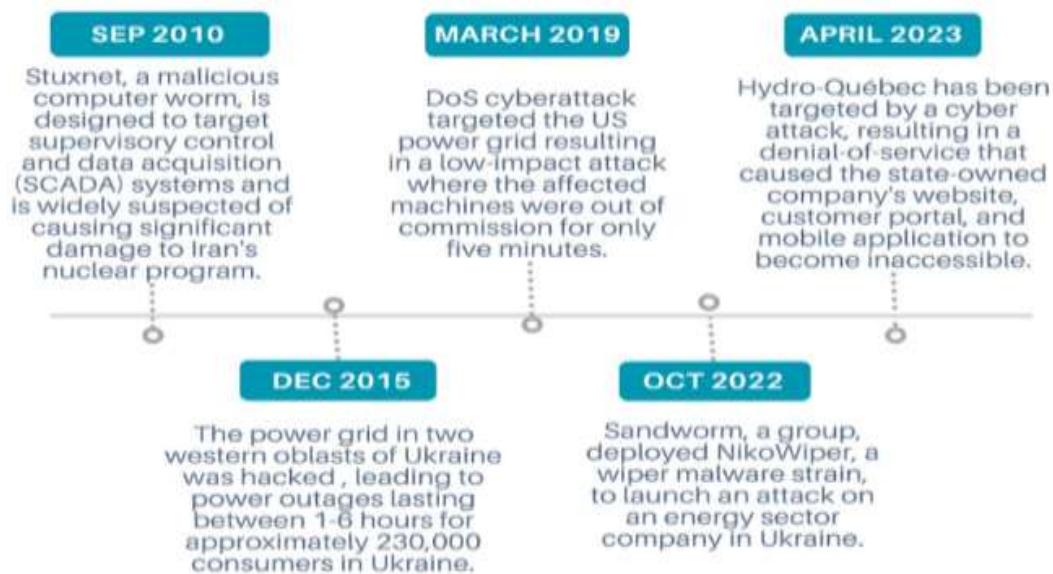 SEP 2010
Stuxnet, a malicious
computer worm, is
designed to target
supervisory control
and data acquisition
(SCADA) systems and
is widely suspected of
causing significant
damage to Iran's
nuclear program.
DEC 2015
The power grid in two
western oblasts of Ukraine
was hacked , leading to
power outages lasting
between 1-6 hours for
approximately 230,000
consumers in Ukraine.
MARCH 2019
DoS cyberattack
targeted the US
power grid resulting
in a low-impact attack
where the affected
machines were out of
commission for only
five minutes.
OCT 2022
Sandworm, a group,
deployed NikoWiper, a
wiper malware strain,
to launch an attack on
an energy sector
company in Ukraine.
APRIL 2023
Hydro-Québec has been
targeted by a cyber
attack, resulting in a
denial-of-service that
caused the state-owned
company's website,
customer portal, and
mobile application to
become inaccessible.